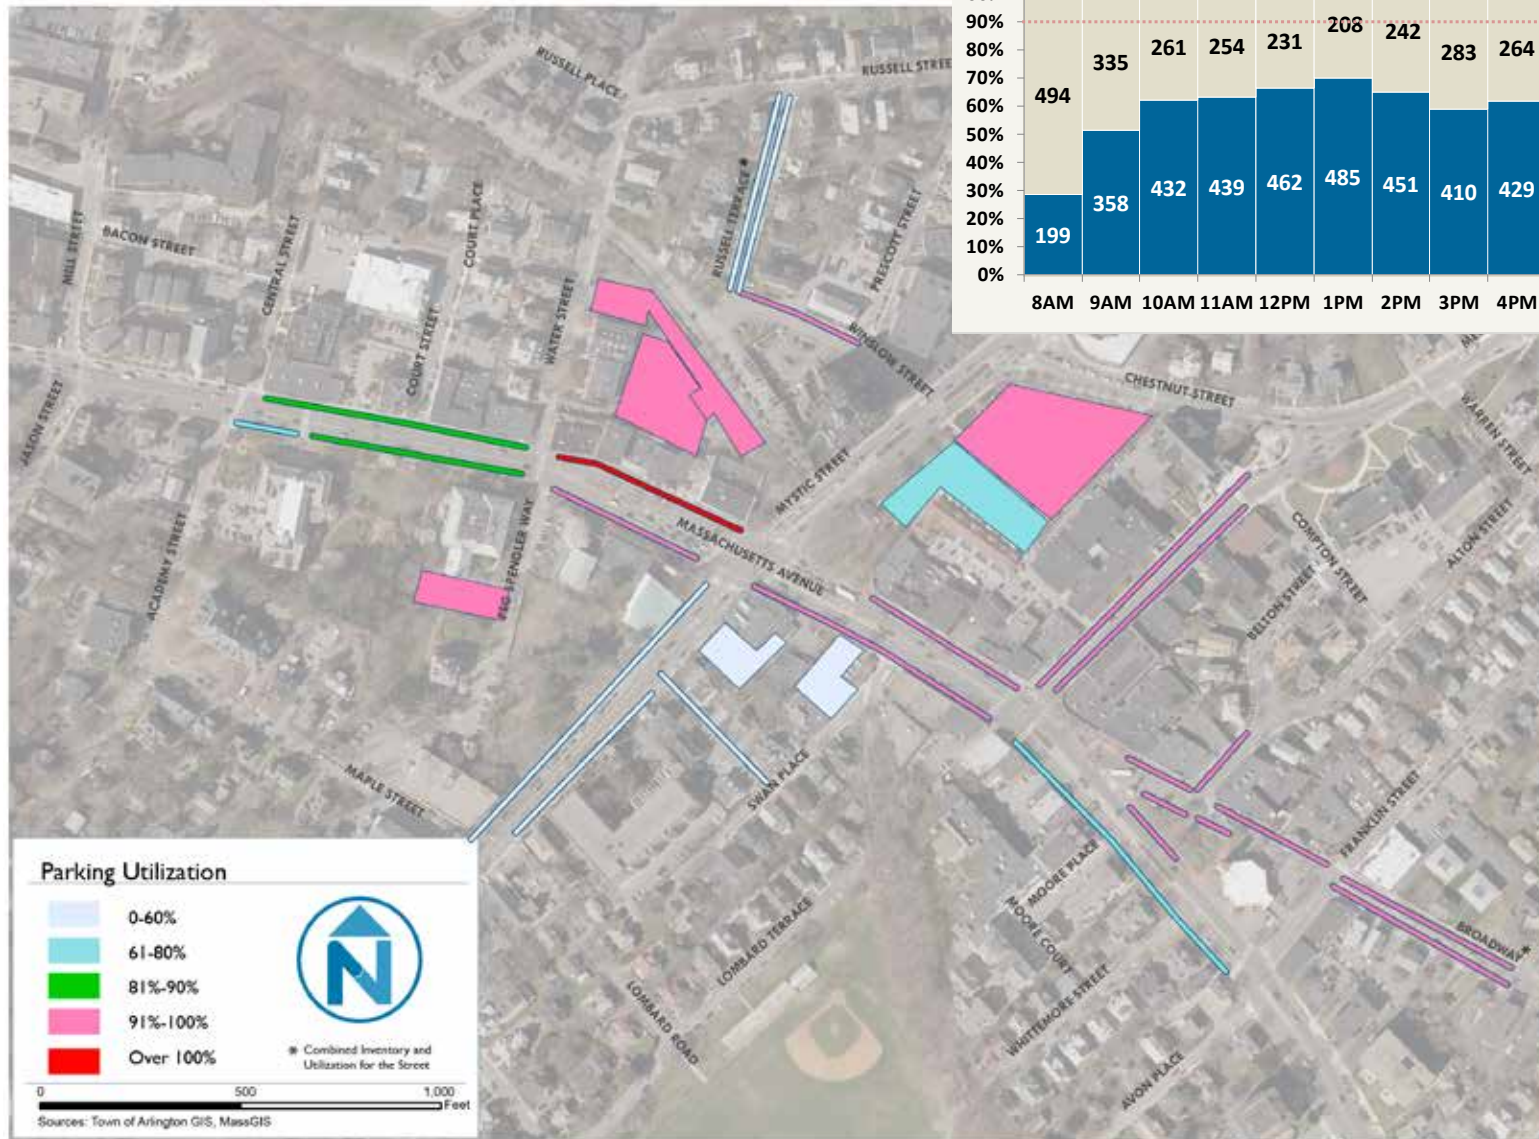 90%
80%
70%
60%
50%
40%
30%
20%
10%
0%
494
335
261
254
231
208
242
283
264
199
358
432
439
462
485
451
410
429
8AM 9AM 10AM 11AM 12PM 1PM 2PM 3PM 4PM
RUSSELL PLACE
RUSSELL STREE
RUSSELL TERRACE*
PRESCOTT STREET
WINSLOW STREET
MILL STREET
BACON STREET
CENTRAL STREET
COURT PLACE
COURT STREET
WATER STREET
JASON STREET
ACADEMY STREET
PEG SPENGLER WAY
MASSACHUSETTS AVENUE
MYSTIC STREET
CHESTNUT STREET
WARREN STREET
ALTON STREET
COMPTON STREET
BELTON STREET
MAPLE STREET
SWAN PLACE
FRANKLIN STREET
MOORE PLACE
MOORE COURT
BROADWAY*
LOMBARD TERRACE
LOMBARD ROAD
WHITTEMORE STREET
AVON PLACE
Parking Utilization
0-60%
61-80%
81%-90%
91%-100%
Over 100%
N
* Combined Inventory and
Utilization for the Street
0 500 1,000
Feet
Sources: Town of Arlington GIS, MassGIS